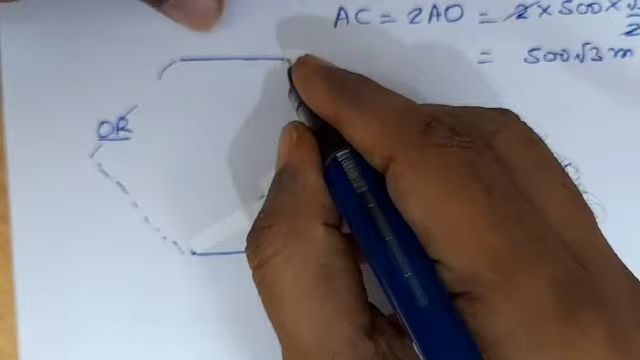 AC = 2AO = 2 × 500 ×
= 500√3 m
OR